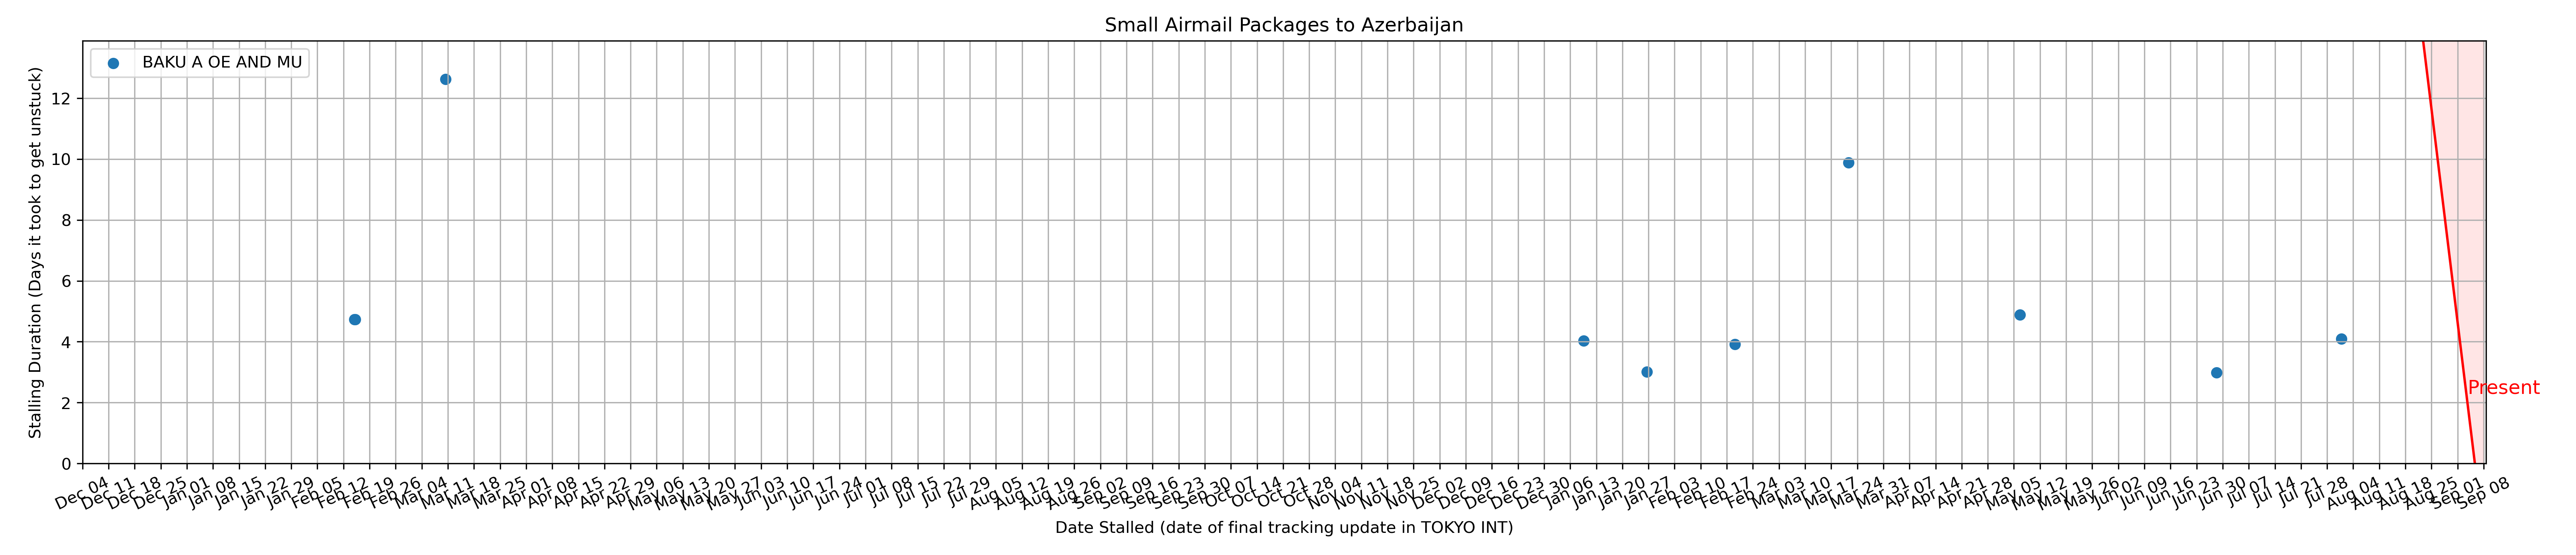 Small Airmail Packages to Azerbaijan
BAKU A OE AND MU
Stalling Duration (Days it took to get unstuck)
12
10
8
6
4
2
0
Present
Dec 04
Dec 11
Dec 18
Dec 25
Jan 01
Jan 08
Jan 15
Jan 22
Jan 29
Feb 05
Feb 12
Feb 19
Feb 26
Mar 04
Mar 11
Mar 18
Mar 25
Apr 01
Apr 08
Apr 15
Apr 22
Apr 29
May 06
May 13
May 20
May 27
Jun 03
Jun 10
Jun 17
Jun 24
Jul 01
Jul 08
Jul 15
Jul 22
Jul 29
Aug 05
Aug 12
Aug 19
Aug 26
Sep 02
Sep 09
Sep 16
Sep 23
Sep 30
Oct 07
Oct 14
Oct 21
Oct 28
Nov 04
Nov 11
Nov 18
Nov 25
Dec 02
Dec 09
Dec 16
Dec 23
Dec 30
Jan 06
Jan 13
Jan 20
Jan 27
Feb 03
Feb 10
Feb 17
Feb 24
Mar 03
Mar 10
Mar 17
Mar 24
Mar 31
Apr 07
Apr 14
Apr 21
Apr 28
May 05
May 12
May 19
May 26
Jun 02
Jun 09
Jun 16
Jun 23
Jun 30
Jul 07
Jul 14
Jul 21
Jul 28
Aug 04
Aug 11
Aug 18
Aug 25
Sep 01
Sep 08
Date Stalled (date of final tracking update in TOKYO INT)